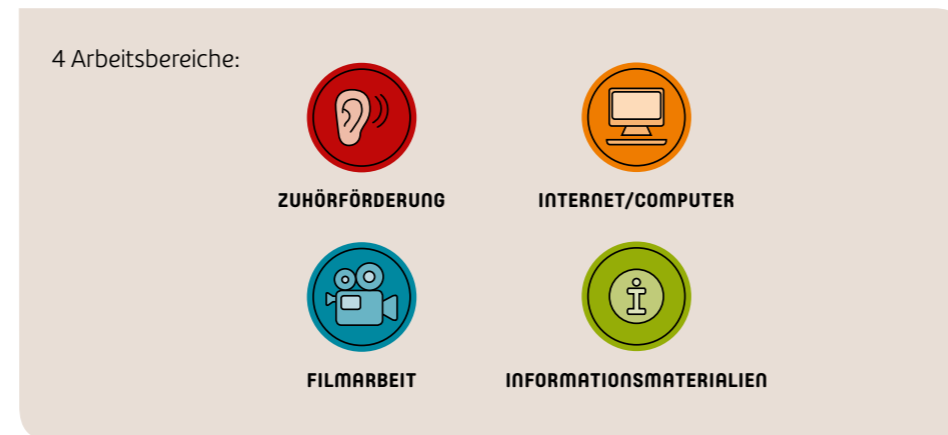 4 Arbeitsbereiche:
ZUHÖRFÖRDERUNG
INTERNET/COMPUTER
FILMARBEIT
INFORMATIONSMATERIALIEN